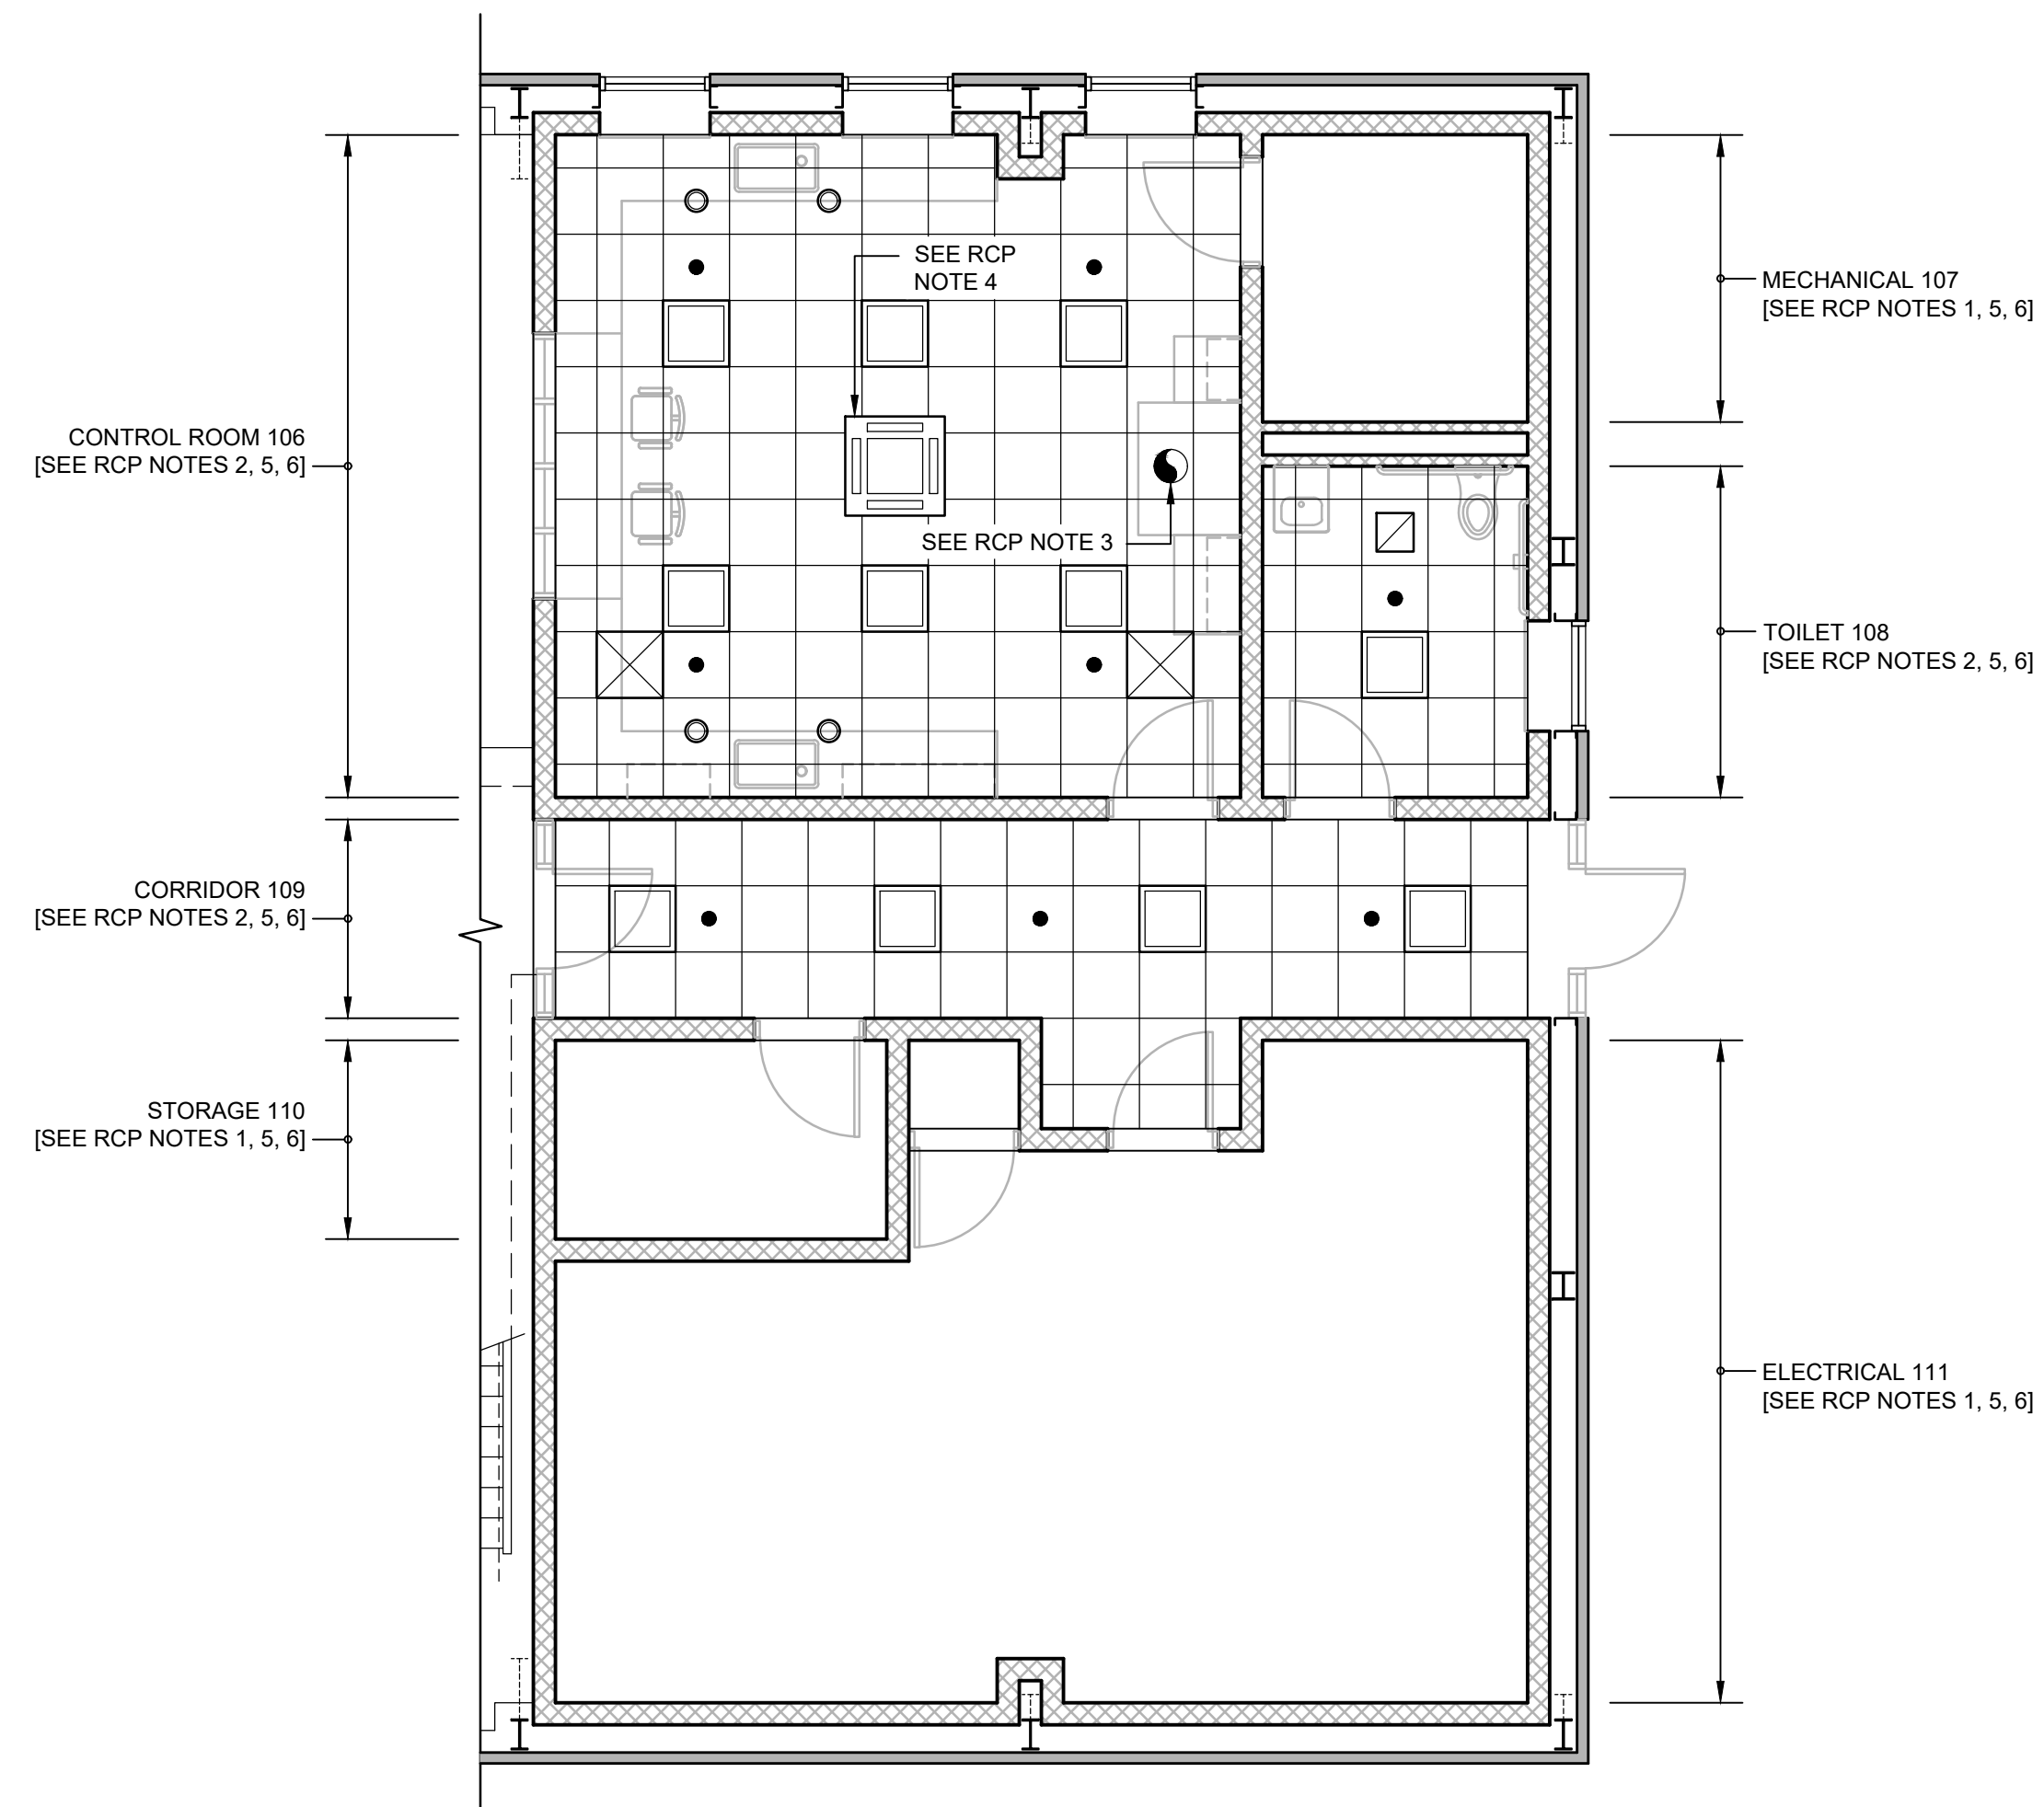 SEE RCP
NOTE 4
MECHANICAL 107
[SEE RCP NOTES 1, 5, 6]
CONTROL ROOM 106
[SEE RCP NOTES 2, 5, 6]
SEE RCP NOTE 3
TOILET 108
[SEE RCP NOTES 2, 5, 6]
CORRIDOR 109
[SEE RCP NOTES 2, 5, 6]
STORAGE 110
[SEE RCP NOTES 1, 5, 6]
ELECTRICAL 111
[SEE RCP NOTES 1, 5, 6]